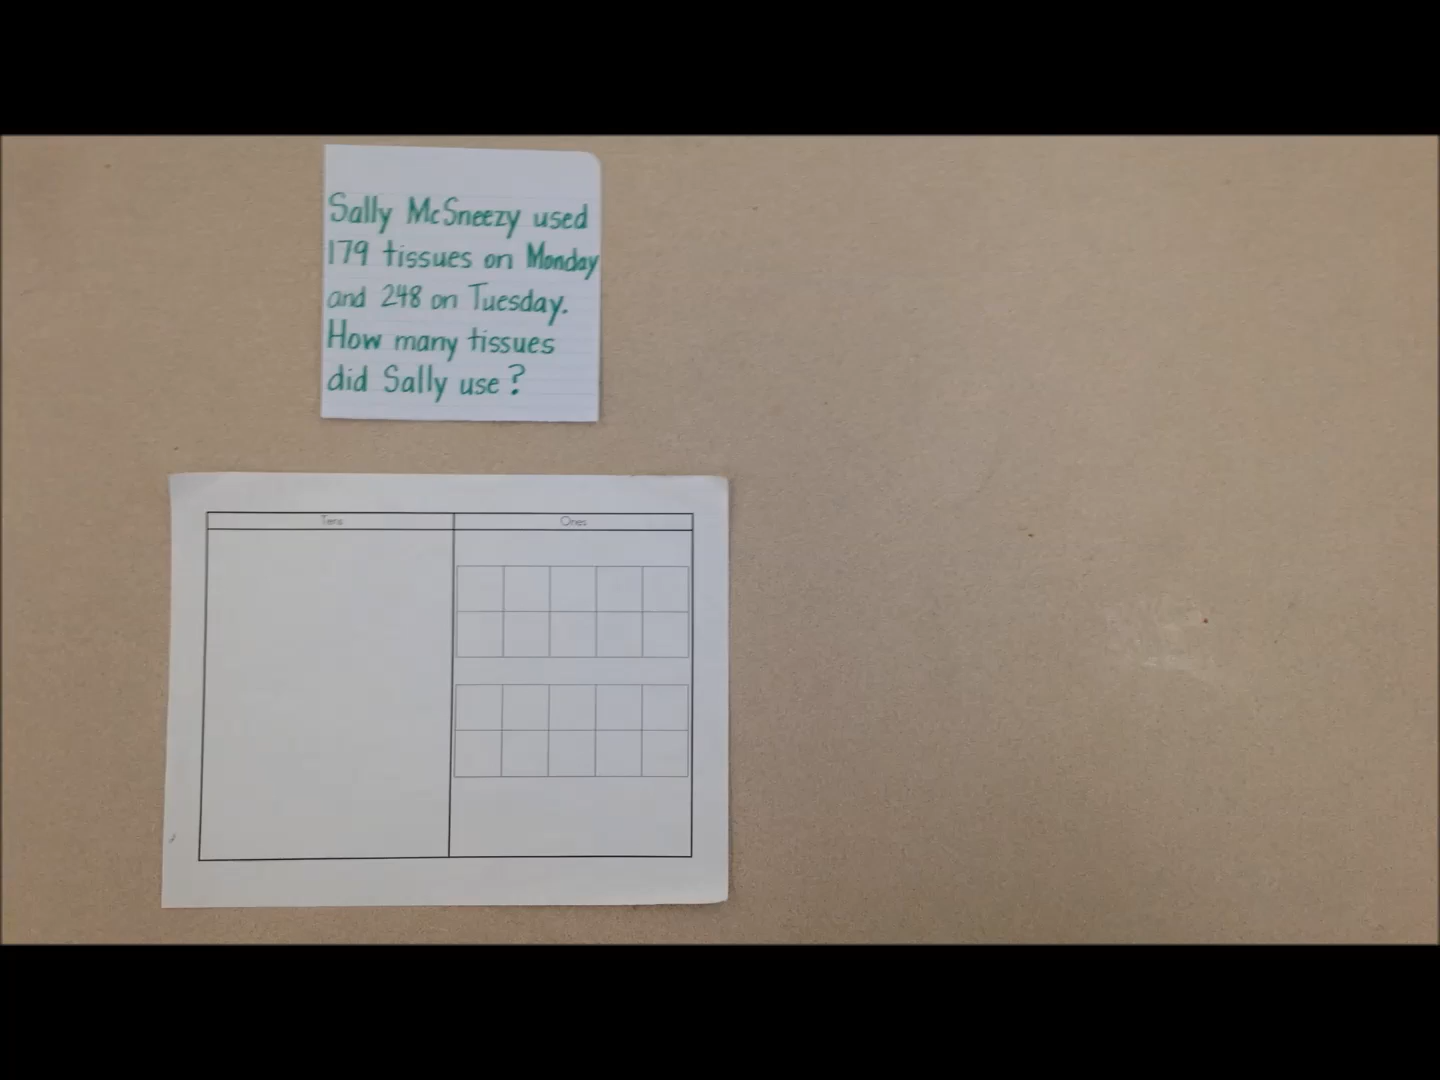 Sally McSneezy used
179 tissues on Monday
and 248 on Tuesday.
How many tissues
did Sally use?
Tens
Ones